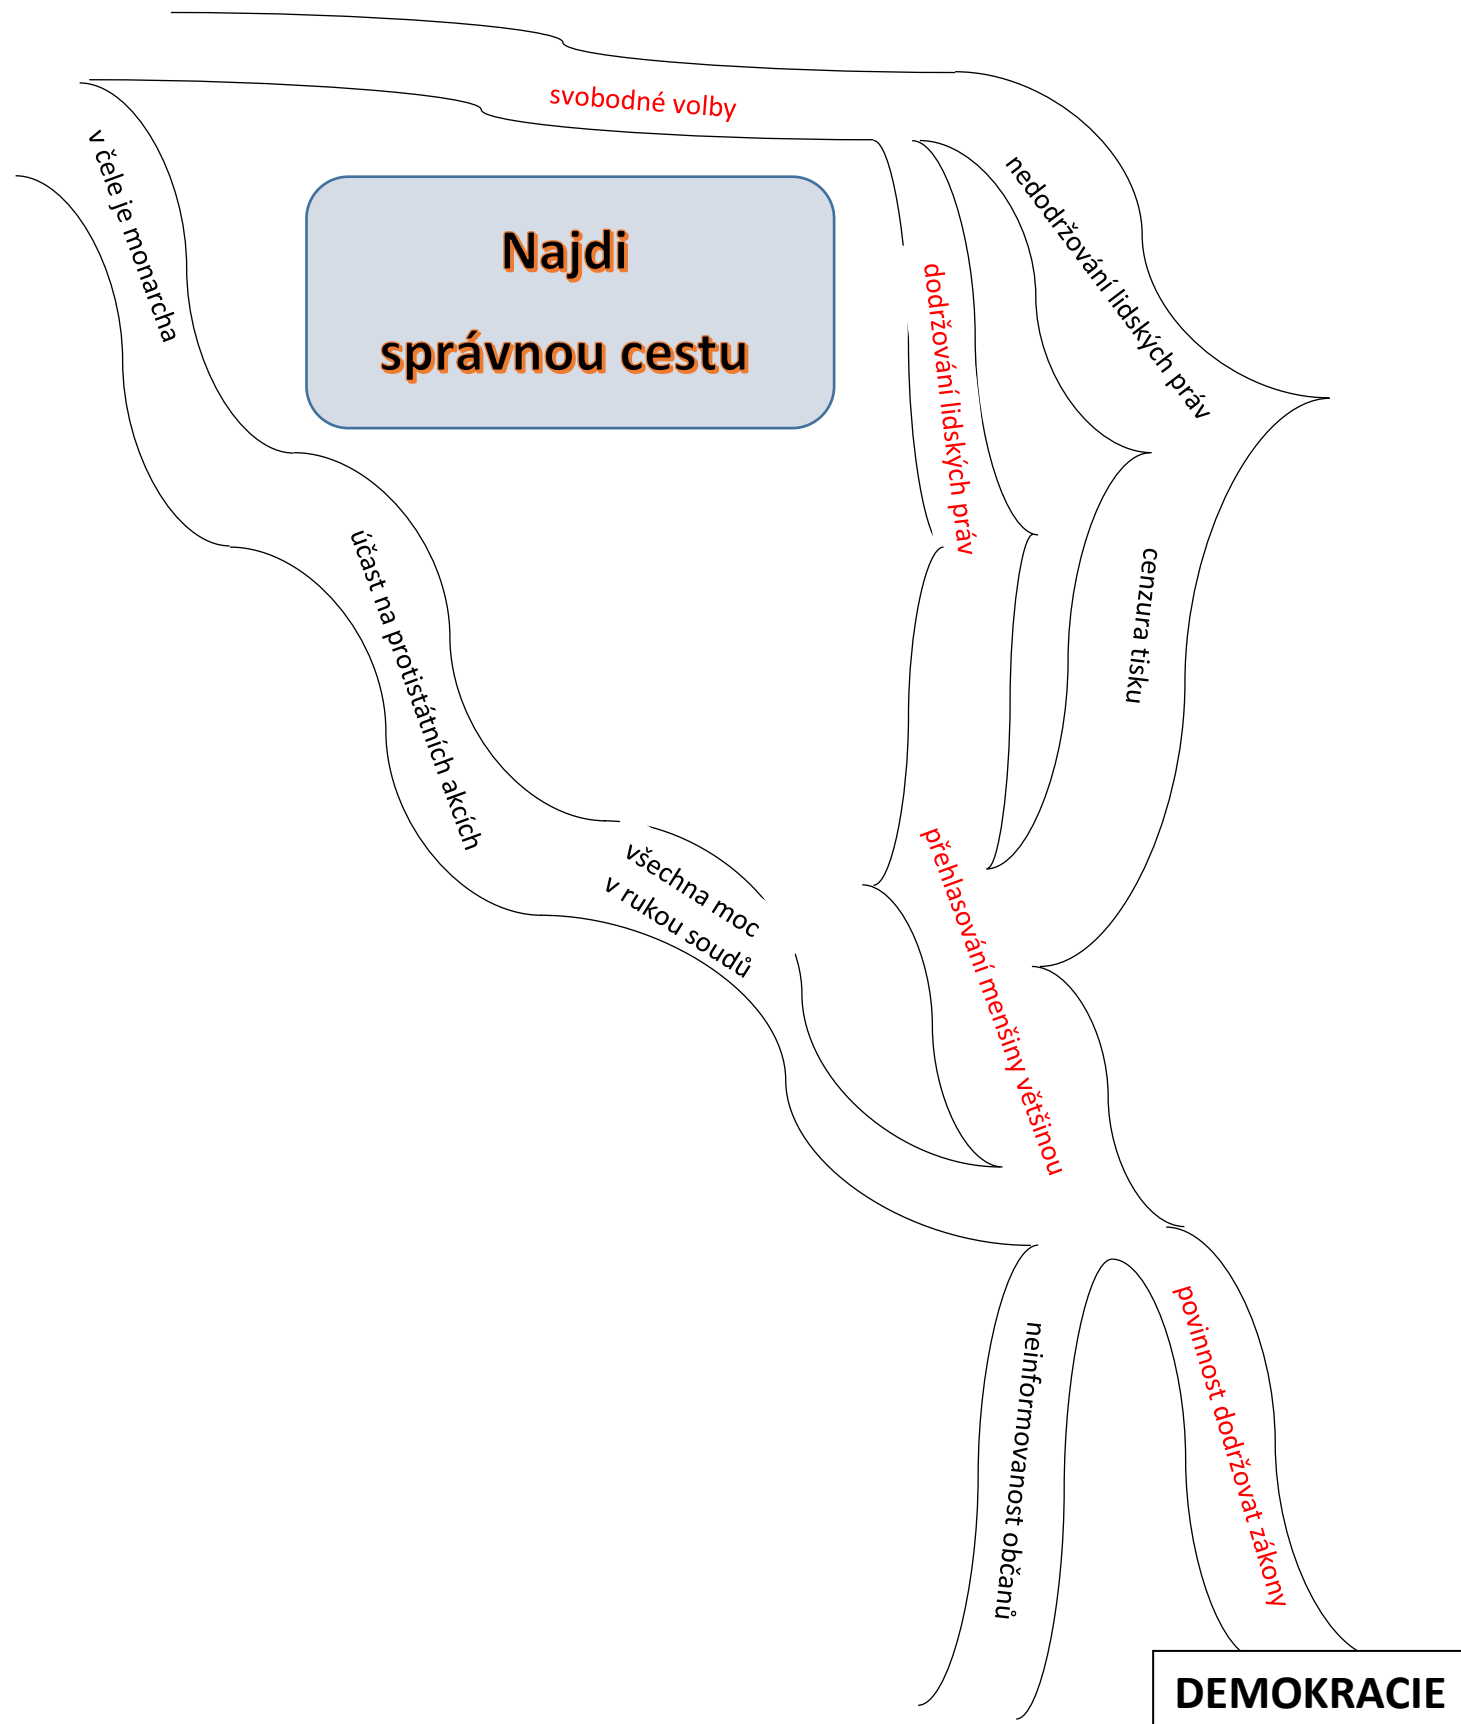 svobodné volby
v čele je monarcha
nedodržování lidských práv
Najdi
správnou cestu
dodržování lidských práv
účast na protistátních akcích
cenzura tisku
všechna moc
v rukou soudů
přehlasování menšiny většinou
neinformovanost občanů
povinnost dodržovat zákony
DEMOKRACIE